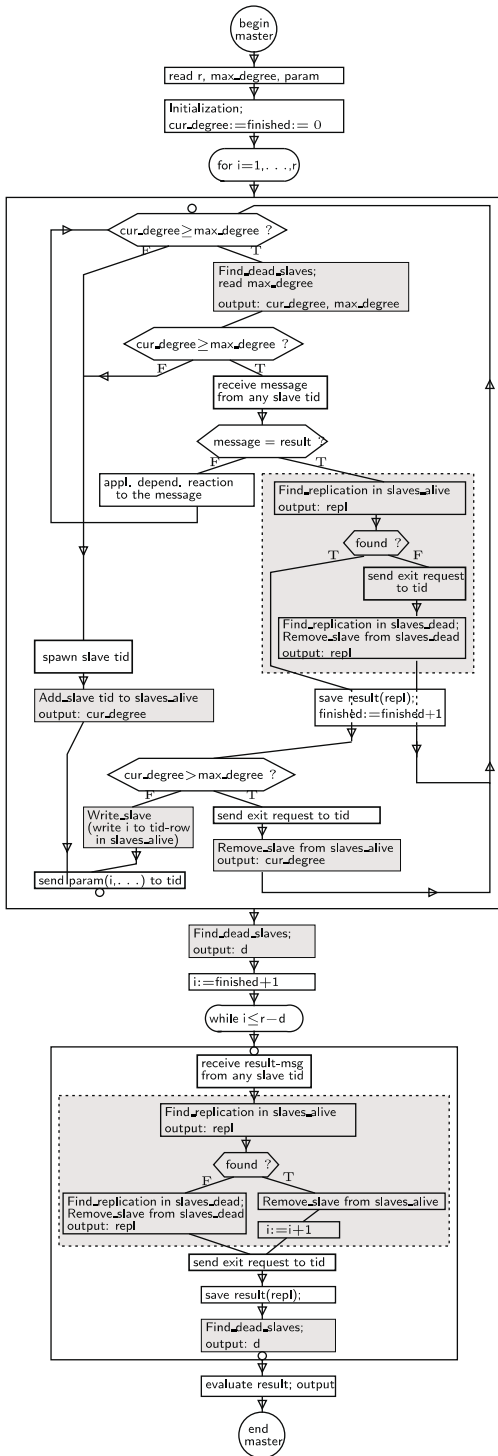 begin
master
read r, max_degree, param
Initialization;
cur_degree:=finished:= 0
for i=1,. . .,r
cur_degree≥max_degree ?
F
T
Find_dead_slaves;
read max_degree
output: cur_degree, max_degree
cur_degree≥max_degree ?
F
T
receive message
from any slave tid
message = result ?
F
T
appl. depend. reaction
to the message
Find_replication in slaves_alive
output: repl
found ?
T
F
send exit request
to tid
Find_replication in slaves_dead;
Remove_slave from slaves_dead
output: repl
spawn slave tid
Add_slave tid to slaves_alive
output: cur_degree
save result(repl);
finished:=finished+1
cur_degree>max_degree ?
F
T
Write_slave
(write i to tid-row
in slaves_alive)
send exit request to tid
Remove_slave from slaves_alive
output: cur_degree
send param(i,. . .) to tid
Find_dead_slaves;
output: d
i:=finished+1
while i≤r−d
receive result-msg
from any slave tid
Find_replication in slaves_alive
output: repl
found ?
F
T
Find_replication in slaves_dead;
Remove_slave from slaves_dead
output: repl
Remove_slave from slaves_alive
i:=i+1
send exit request to tid
save result(repl);
Find_dead_slaves;
output: d
evaluate result; output
end
master